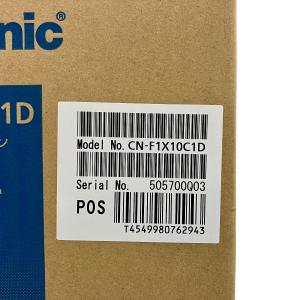 nic
1D
Model No. CN-F1X10C1D
Serial No. 505700Q03
POS
T4549980762943